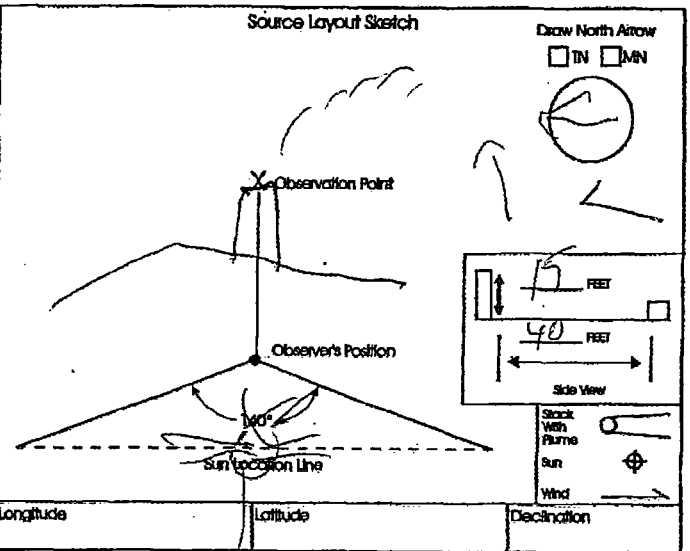 Source Layout Sketch
Draw North Arrow
TN MN
Observation Point
15 FEET
Observer's Position
40 FEET
Side View
140°
Sun Location Line
Stack With Plume
Sun
Wind
Longitude
Latitude
Declination